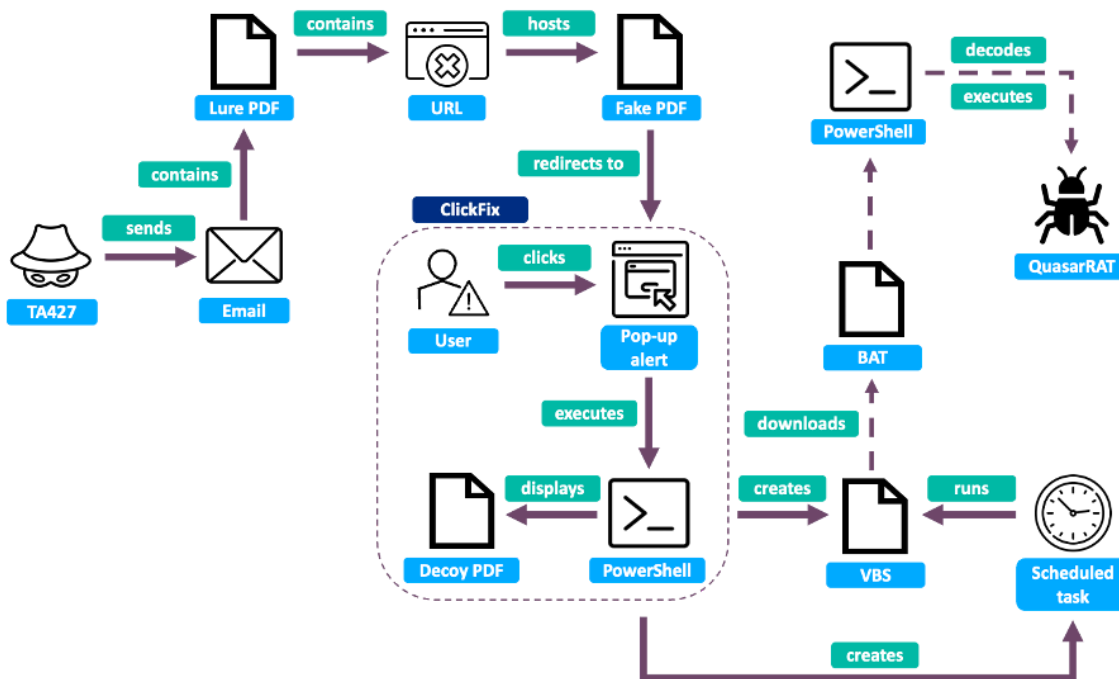 contains
hosts
Lure PDF
URL
Fake PDF
decodes
executes
PowerShell
contains
redirects to
sends
ClickFix
clicks
TA427
Email
QuasarRAT
User
Pop-up
alert
BAT
executes
downloads
displays
creates
runs
Decoy PDF
PowerShell
VBS
Scheduled
task
creates